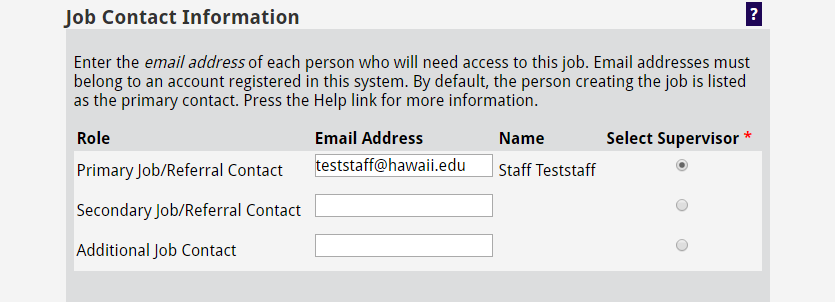 Job Contact Information ?
Enter the email address of each person who will need access to this job. Email addresses must
belong to an account registered in this system. By default, the person creating the job is listed
as the primary contact. Press the Help link for more information.
Role Email Address Name Select Supervisor *
Primary Job/Referral Contact teststaff@hawaii.edu Staff Teststaff
Secondary Job/Referral Contact
Additional Job Contact